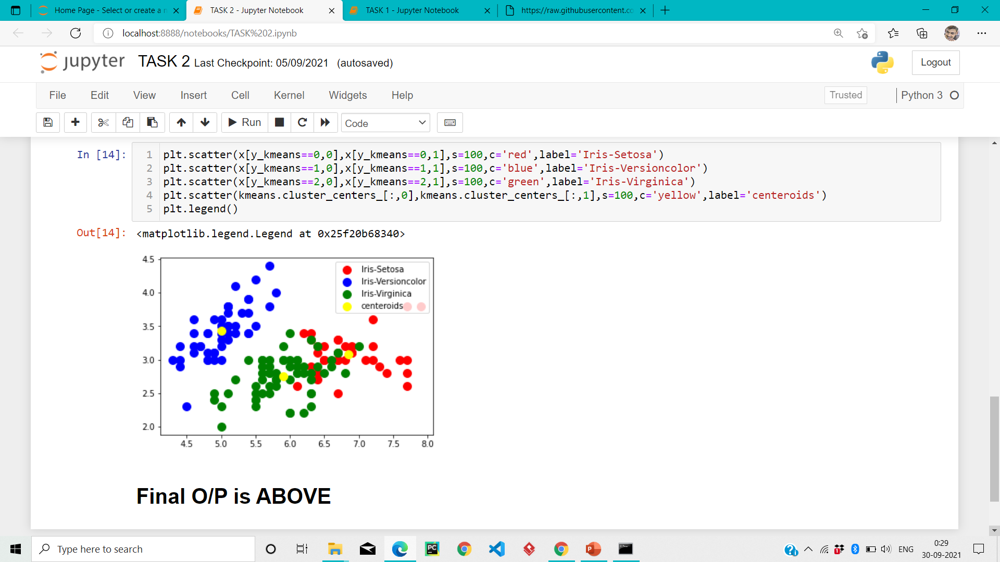 Home Page - Select or create a n
TASK 2 - Jupyter Notebook
TASK 1 - Jupyter Notebook
https://raw.githubusercontent.co
localhost:8888/notebooks/TASK%202.ipynb
jupyter TASK 2 Last Checkpoint: 05/09/2021 (autosaved)
Logout
File Edit View Insert Cell Kernel Widgets Help
Trusted
Python 3
Run
Code
In [14]:
1 plt.scatter(x[y_kmeans==0,0],x[y_kmeans==0,1],s=100,c='red',label='Iris-Setosa')
2 plt.scatter(x[y_kmeans==1,0],x[y_kmeans==1,1],s=100,c='blue',label='Iris-Versioncolor')
3 plt.scatter(x[y_kmeans==2,0],x[y_kmeans==2,1],s=100,c='green',label='Iris-Virginica')
4 plt.scatter(kmeans.cluster_centers_[:,0],kmeans.cluster_centers_[:,1],s=100,c='yellow',label='centeroids')
5 plt.legend()
Out[14]: <matplotlib.legend.Legend at 0x25f20b68340>
4.5
4.0
3.5
3.0
2.5
2.0
Iris-Setosa
Iris-Versioncolor
Iris-Virginica
centeroids
4.5 5.0 5.5 6.0 6.5 7.0 7.5 8.0
Final O/P is ABOVE
Type here to search
PC
P
1
ENG
0:29
30-09-2021